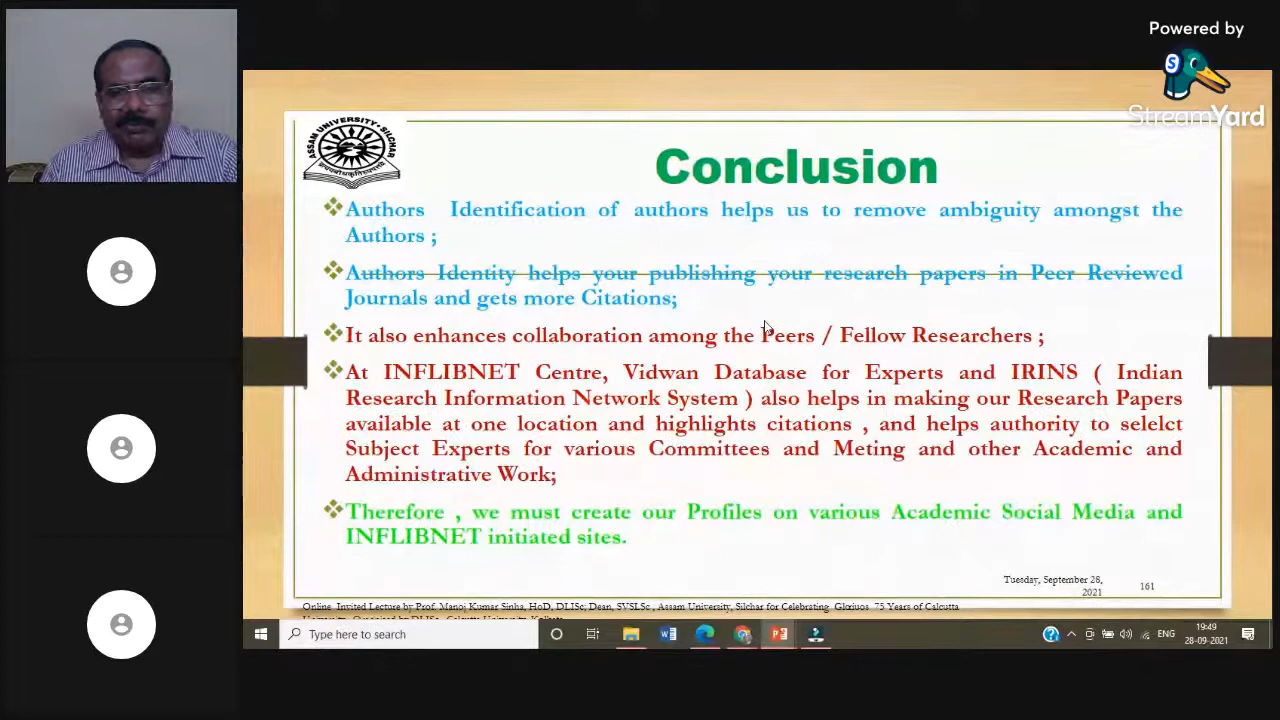 Powered by
StreamYard
ASSAM UNIVERSITY, SILCHAR
Conclusion
Authors Identification of authors helps us to remove ambiguity amongst the
Authors ;
Authors Identity helps your publishing your research papers in Peer Reviewed
Journals and gets more Citations;
It also enhances collaboration among the Peers / Fellow Researchers ;
At INFLIBNET Centre, Vidwan Database for Experts and IRINS ( Indian
Research Information Network System ) also helps in making our Research Papers
available at one location and highlights citations , and helps authority to selelct
Subject Experts for various Committees and Meting and other Academic and
Administrative Work;
Therefore , we must create our Profiles on various Academic Social Media and
INFLIBNET initiated sites.
Tuesday, September 28,
2021
161
Online Invited Lecture by Prof. Manoj Kumar Sinha, HoD, DLISc; Dean, SVSLSc , Assam University, Silchar for Celebrating Glorious 75 Years of Calcutta
Type here to search
ENG
19:49
28-09-2021